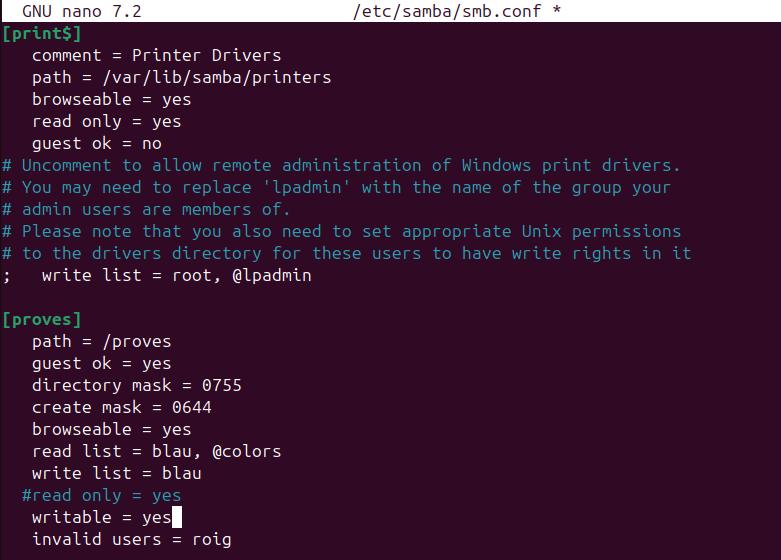 GNU nano 7.2 /etc/samba/smb.conf *
[print$]
comment = Printer Drivers
path = /var/lib/samba/printers
browseable = yes
read only = yes
guest ok = no
# Uncomment to allow remote administration of Windows print drivers.
# You may need to replace 'lpadmin' with the name of the group your
# admin users are members of.
# Please note that you also need to set appropriate Unix permissions
# to the drivers directory for these users to have write rights in it
;   write list = root, @lpadmin
[proves]
path = /proves
guest ok = yes
directory mask = 0755
create mask = 0644
browseable = yes
read list = blau, @colors
write list = blau
#read only = yes
writable = yes
invalid users = roig